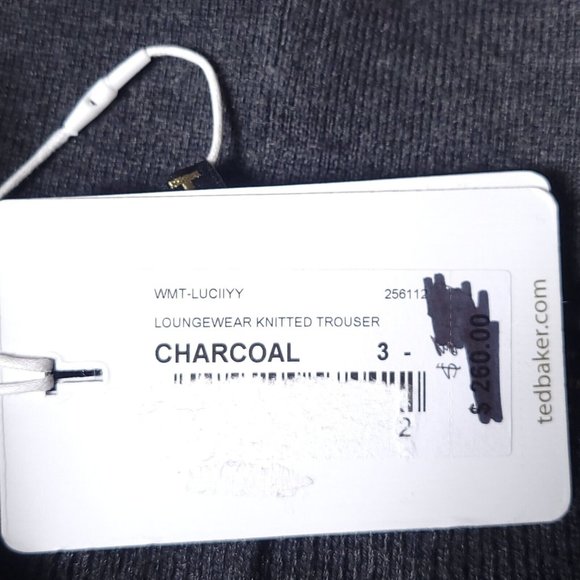 WMT-LUCIIYY 256112
LOUNGEWEAR KNITTED TROUSER
CHARCOAL 3 -
2
$
$ 260.00
tedbaker.com